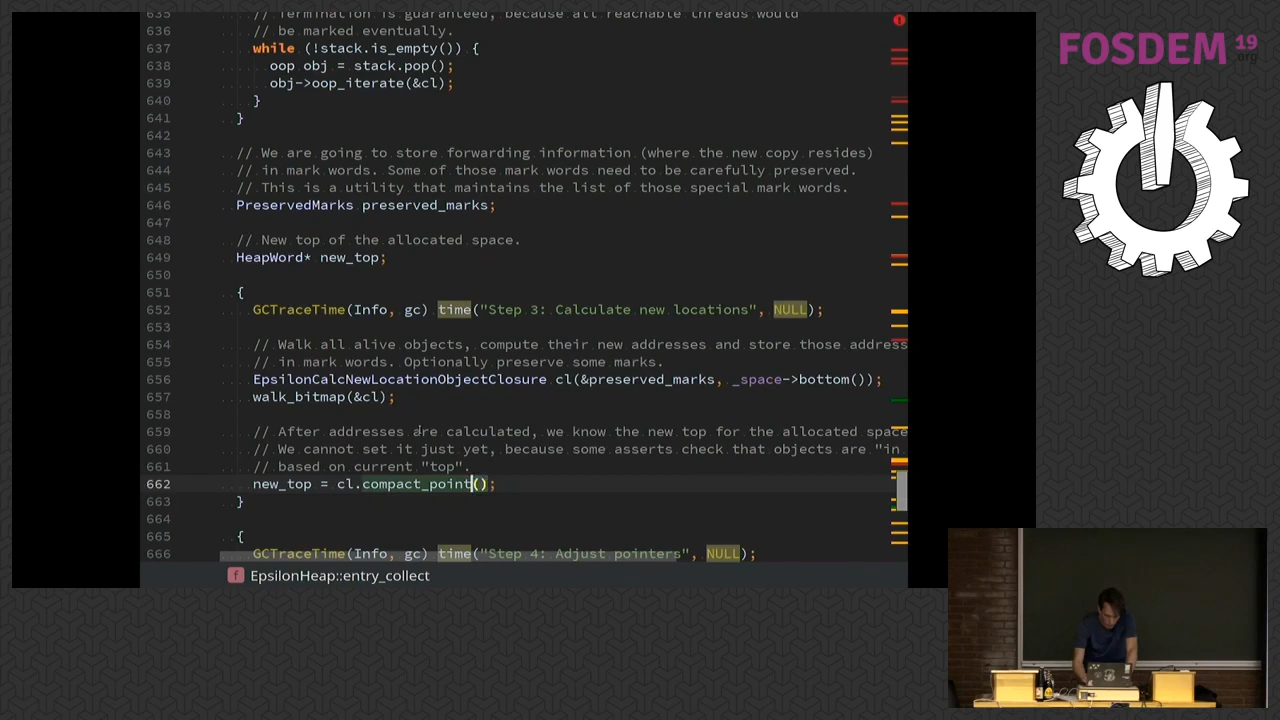 635 // Termination is guaranteed, because all reachable threads would
636 // be marked eventually.
637 while (!stack.is_empty()) {
638 oop obj = stack.pop();
639 obj->oop_iterate(&cl);
640 }
641 }
642
643 // We are going to store forwarding information (where the new copy resides)
644 // in mark words. Some of those mark words need to be carefully preserved.
645 // This is a utility that maintains the list of those special mark words.
646 PreservedMarks preserved_marks;
647
648 // New top of the allocated space.
649 HeapWord* new_top;
650
651 {
652 GCTraceTime(Info, gc) time("Step 3: Calculate new locations", NULL);
653
654 // Walk all alive objects, compute their new addresses and store those address
655 // in mark words. Optionally preserve some marks.
656 EpsilonCalcNewLocationObjectClosure cl(&preserved_marks, _space->bottom());
657 walk_bitmap(&cl);
658
659 // After addresses are calculated, we know the new top for the allocated space
660 // We cannot set it just yet, because some asserts check that objects are "in
661 // based on current "top".
662 new_top = cl.compact_point();
663 }
664
665 {
666 GCTraceTime(Info, gc) time("Step 4: Adjust pointers", NULL);
f EpsilonHeap::entry_collect
FOSDEM 19
.org